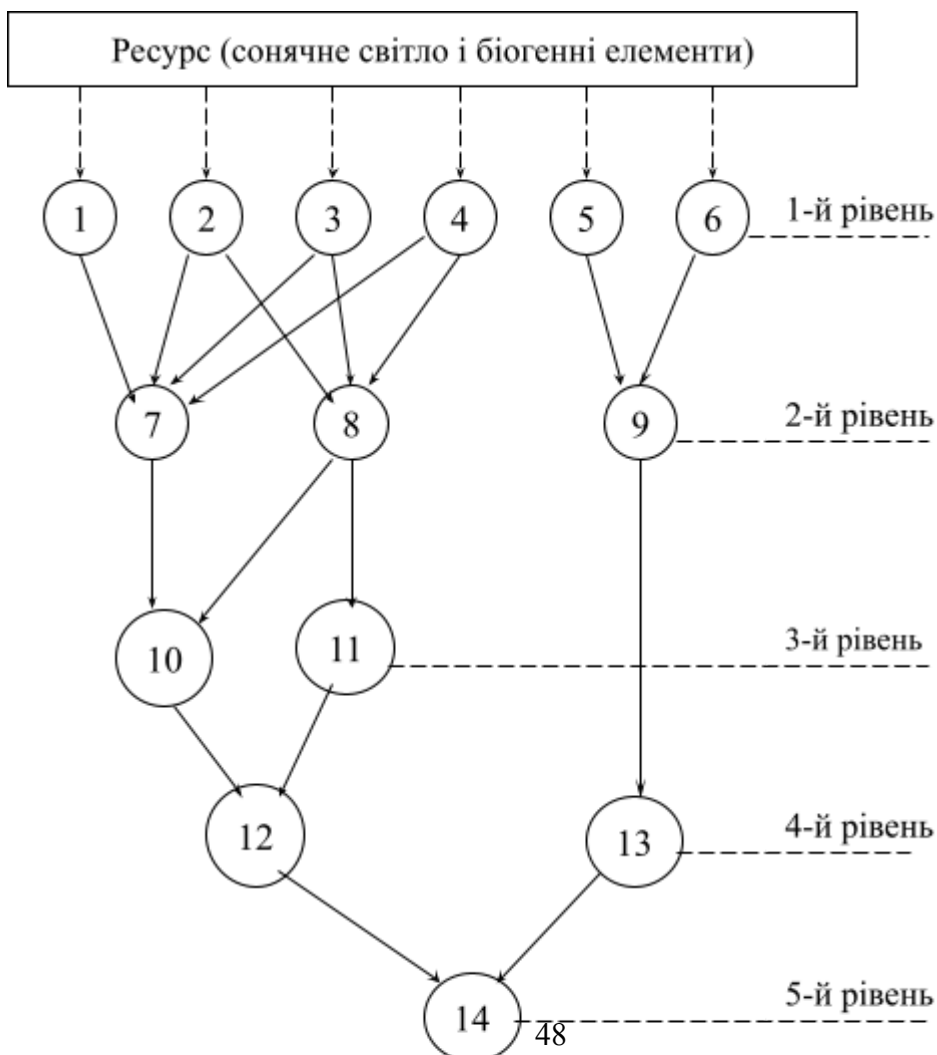 Ресурс (сонячне світло і біогенні елементи)
1 2 3 4 5 6 1-й рівень
7 8 9 2-й рівень
10 11 3-й рівень
12 13 4-й рівень
14 48 5-й рівень